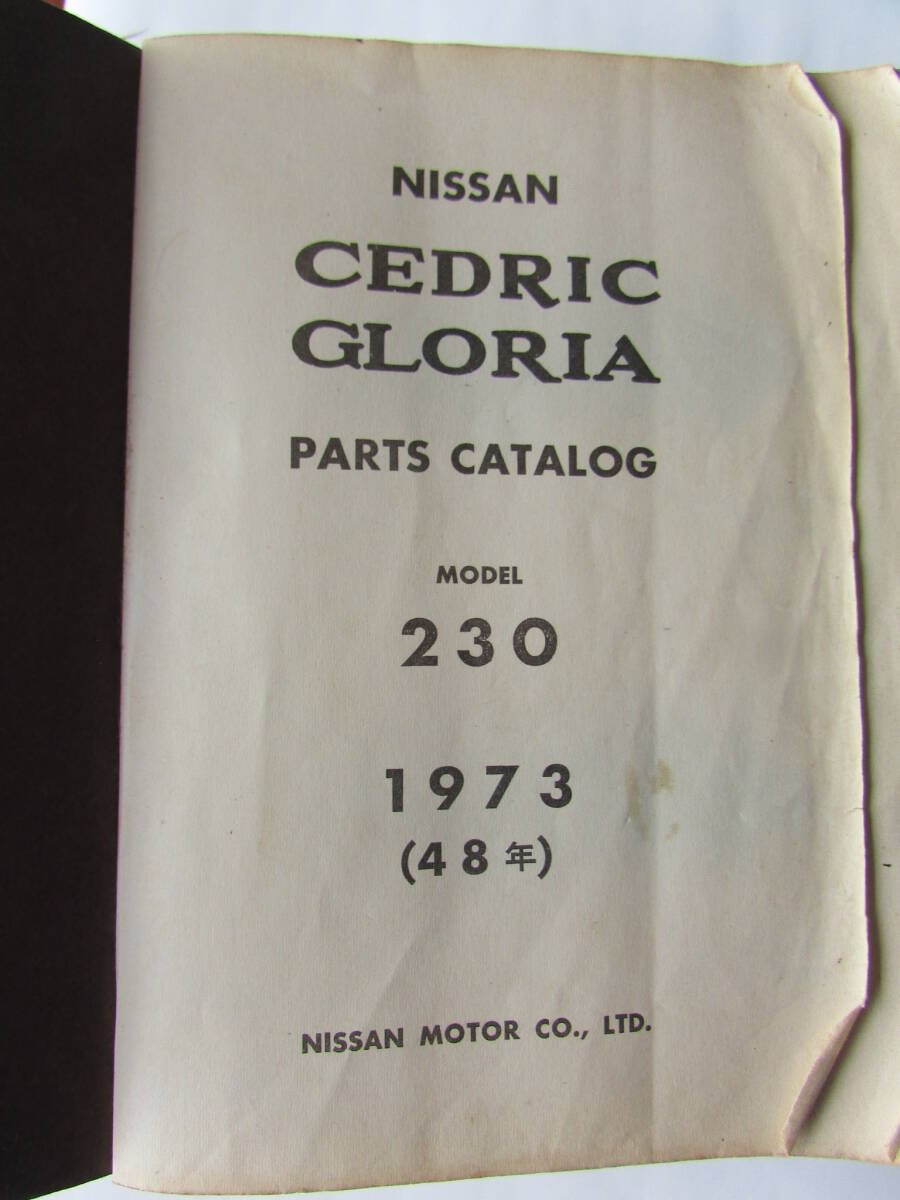 NISSAN
CEDRIC
GLORIA
PARTS CATALOG
MODEL
230
1973
(48年)
NISSAN MOTOR CO., LTD.